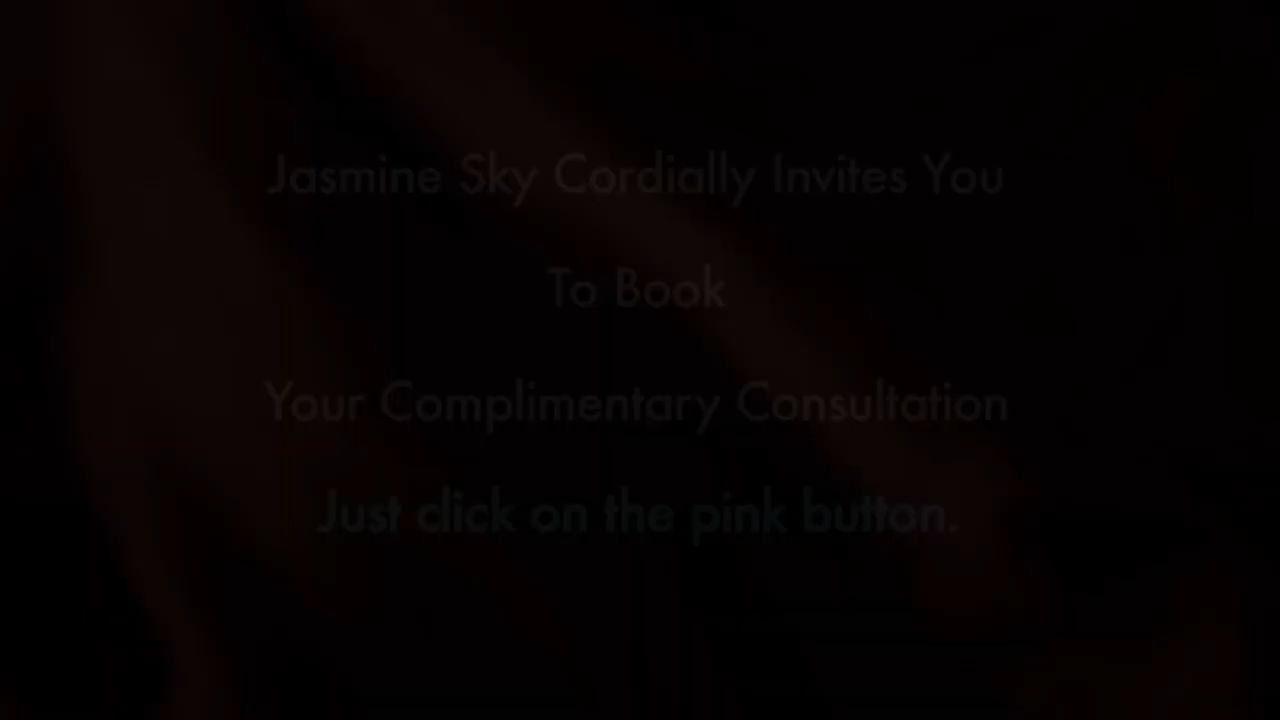 Jasmine Sky Cordially Invites You
To Book
Your Complimentary Consultation
Just click on the pink button.